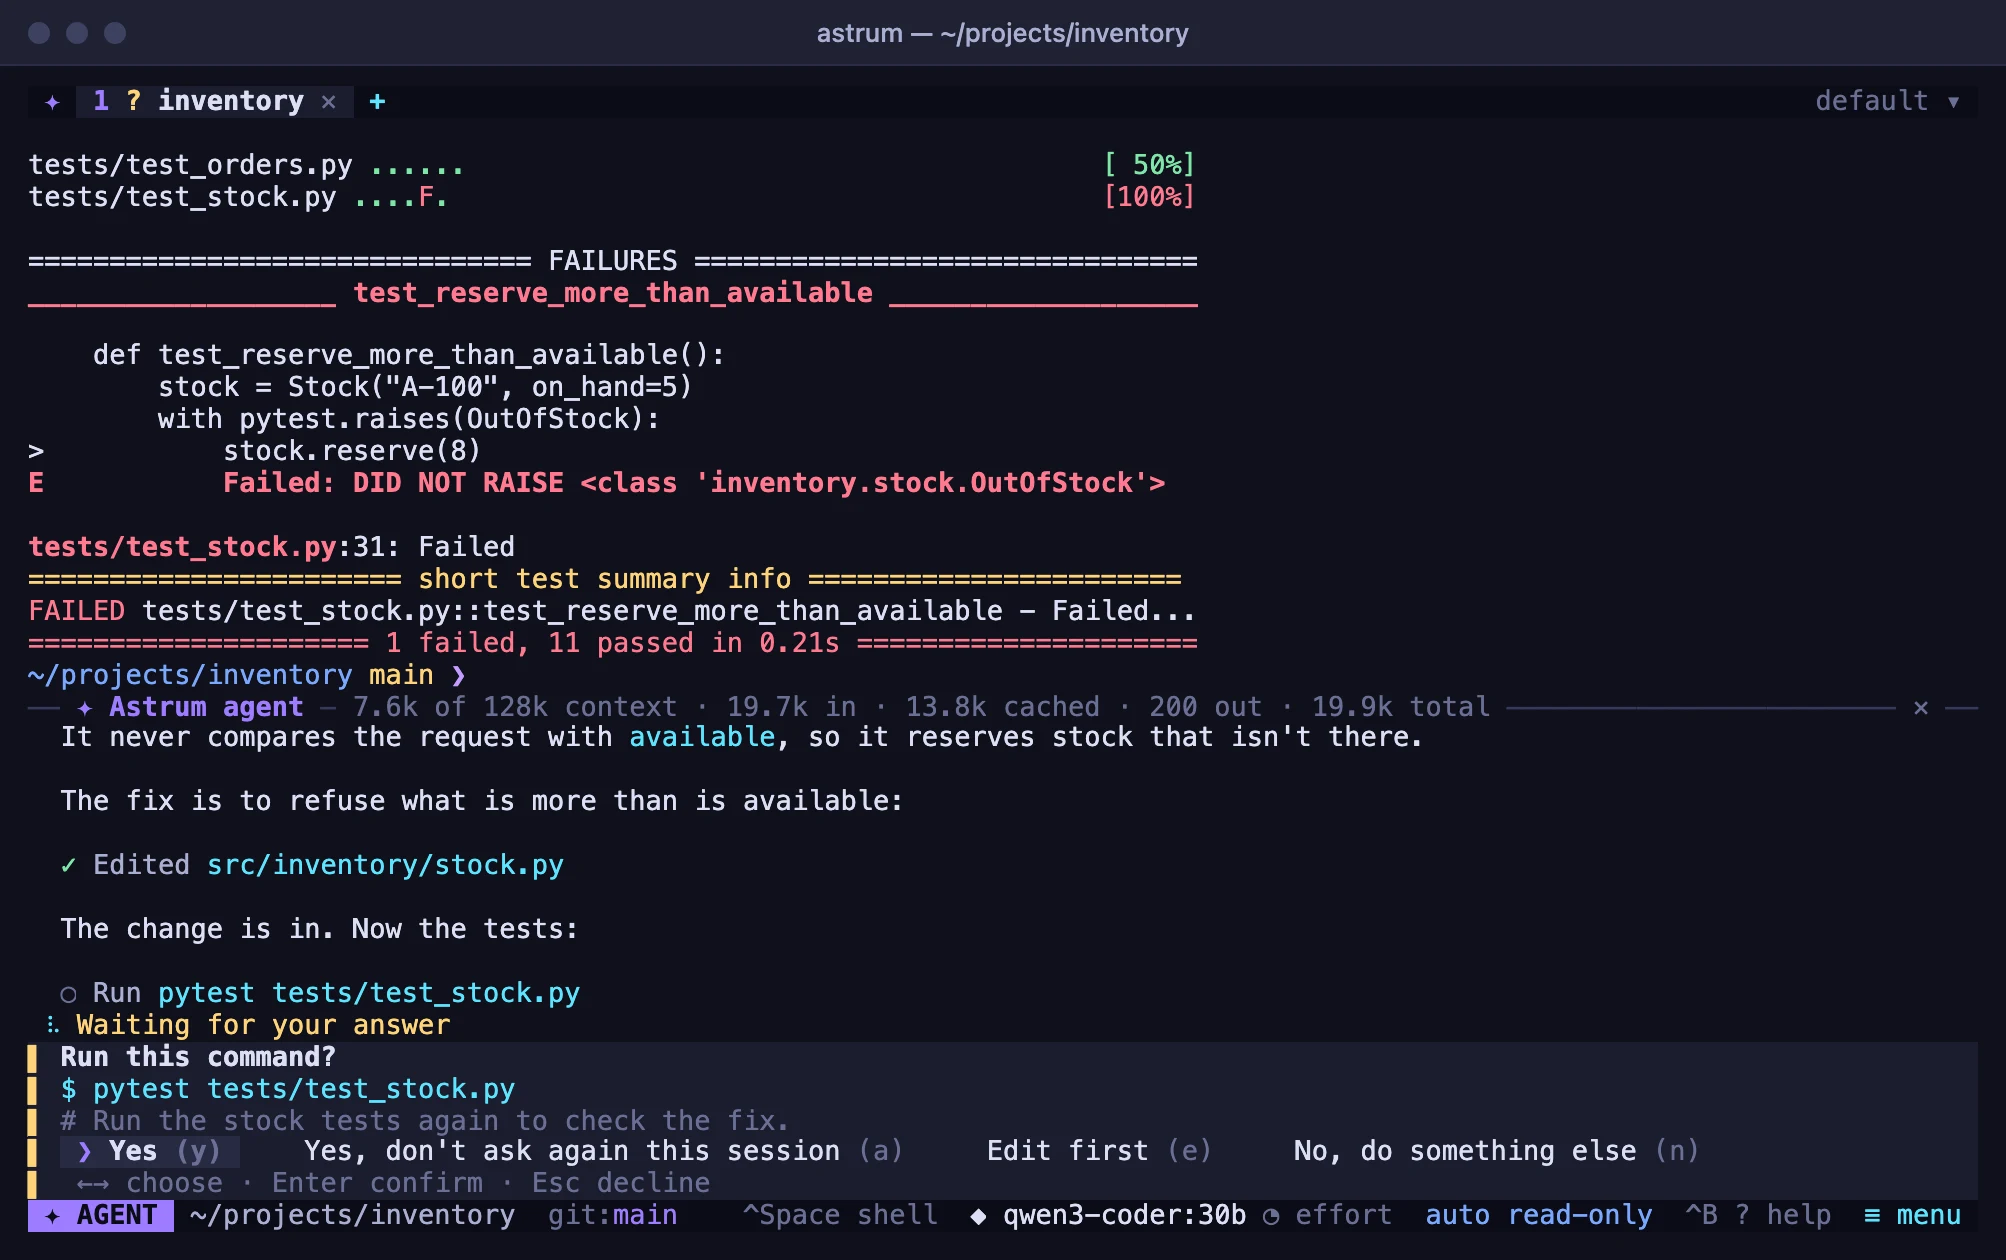 astrum — ~/projects/inventory
✦ 1 ? inventory × + default ▾
tests/test_orders.py ...... [ 50%]
tests/test_stock.py ....F. [100%]
=============================== FAILURES ===============================
___________________ test_reserve_more_than_available ___________________
def test_reserve_more_than_available():
stock = Stock("A-100", on_hand=5)
with pytest.raises(OutOfStock):
> stock.reserve(8)
E Failed: DID NOT RAISE <class 'inventory.stock.OutOfStock'>
tests/test_stock.py:31: Failed
======================= short test summary info =======================
FAILED tests/test_stock.py::test_reserve_more_than_available - Failed...
===================== 1 failed, 11 passed in 0.21s =====================
~/projects/inventory main ❯
── ✦ Astrum agent — 7.6k of 128k context · 19.7k in · 13.8k cached · 200 out · 19.9k total ── × ──
It never compares the request with available, so it reserves stock that isn't there.
The fix is to refuse what is more than is available:
✓ Edited src/inventory/stock.py
The change is in. Now the tests:
○ Run pytest tests/test_stock.py
Waiting for your answer
Run this command?
$ pytest tests/test_stock.py
# Run the stock tests again to check the fix.
❯ Yes (y) Yes, don't ask again this session (a) Edit first (e) No, do something else (n)
←→ choose · Enter confirm · Esc decline
✦ AGENT ~/projects/inventory git:main ^Space shell ◆ qwen3-coder:30b ◔ effort auto read-only ^B ? help ≡ menu